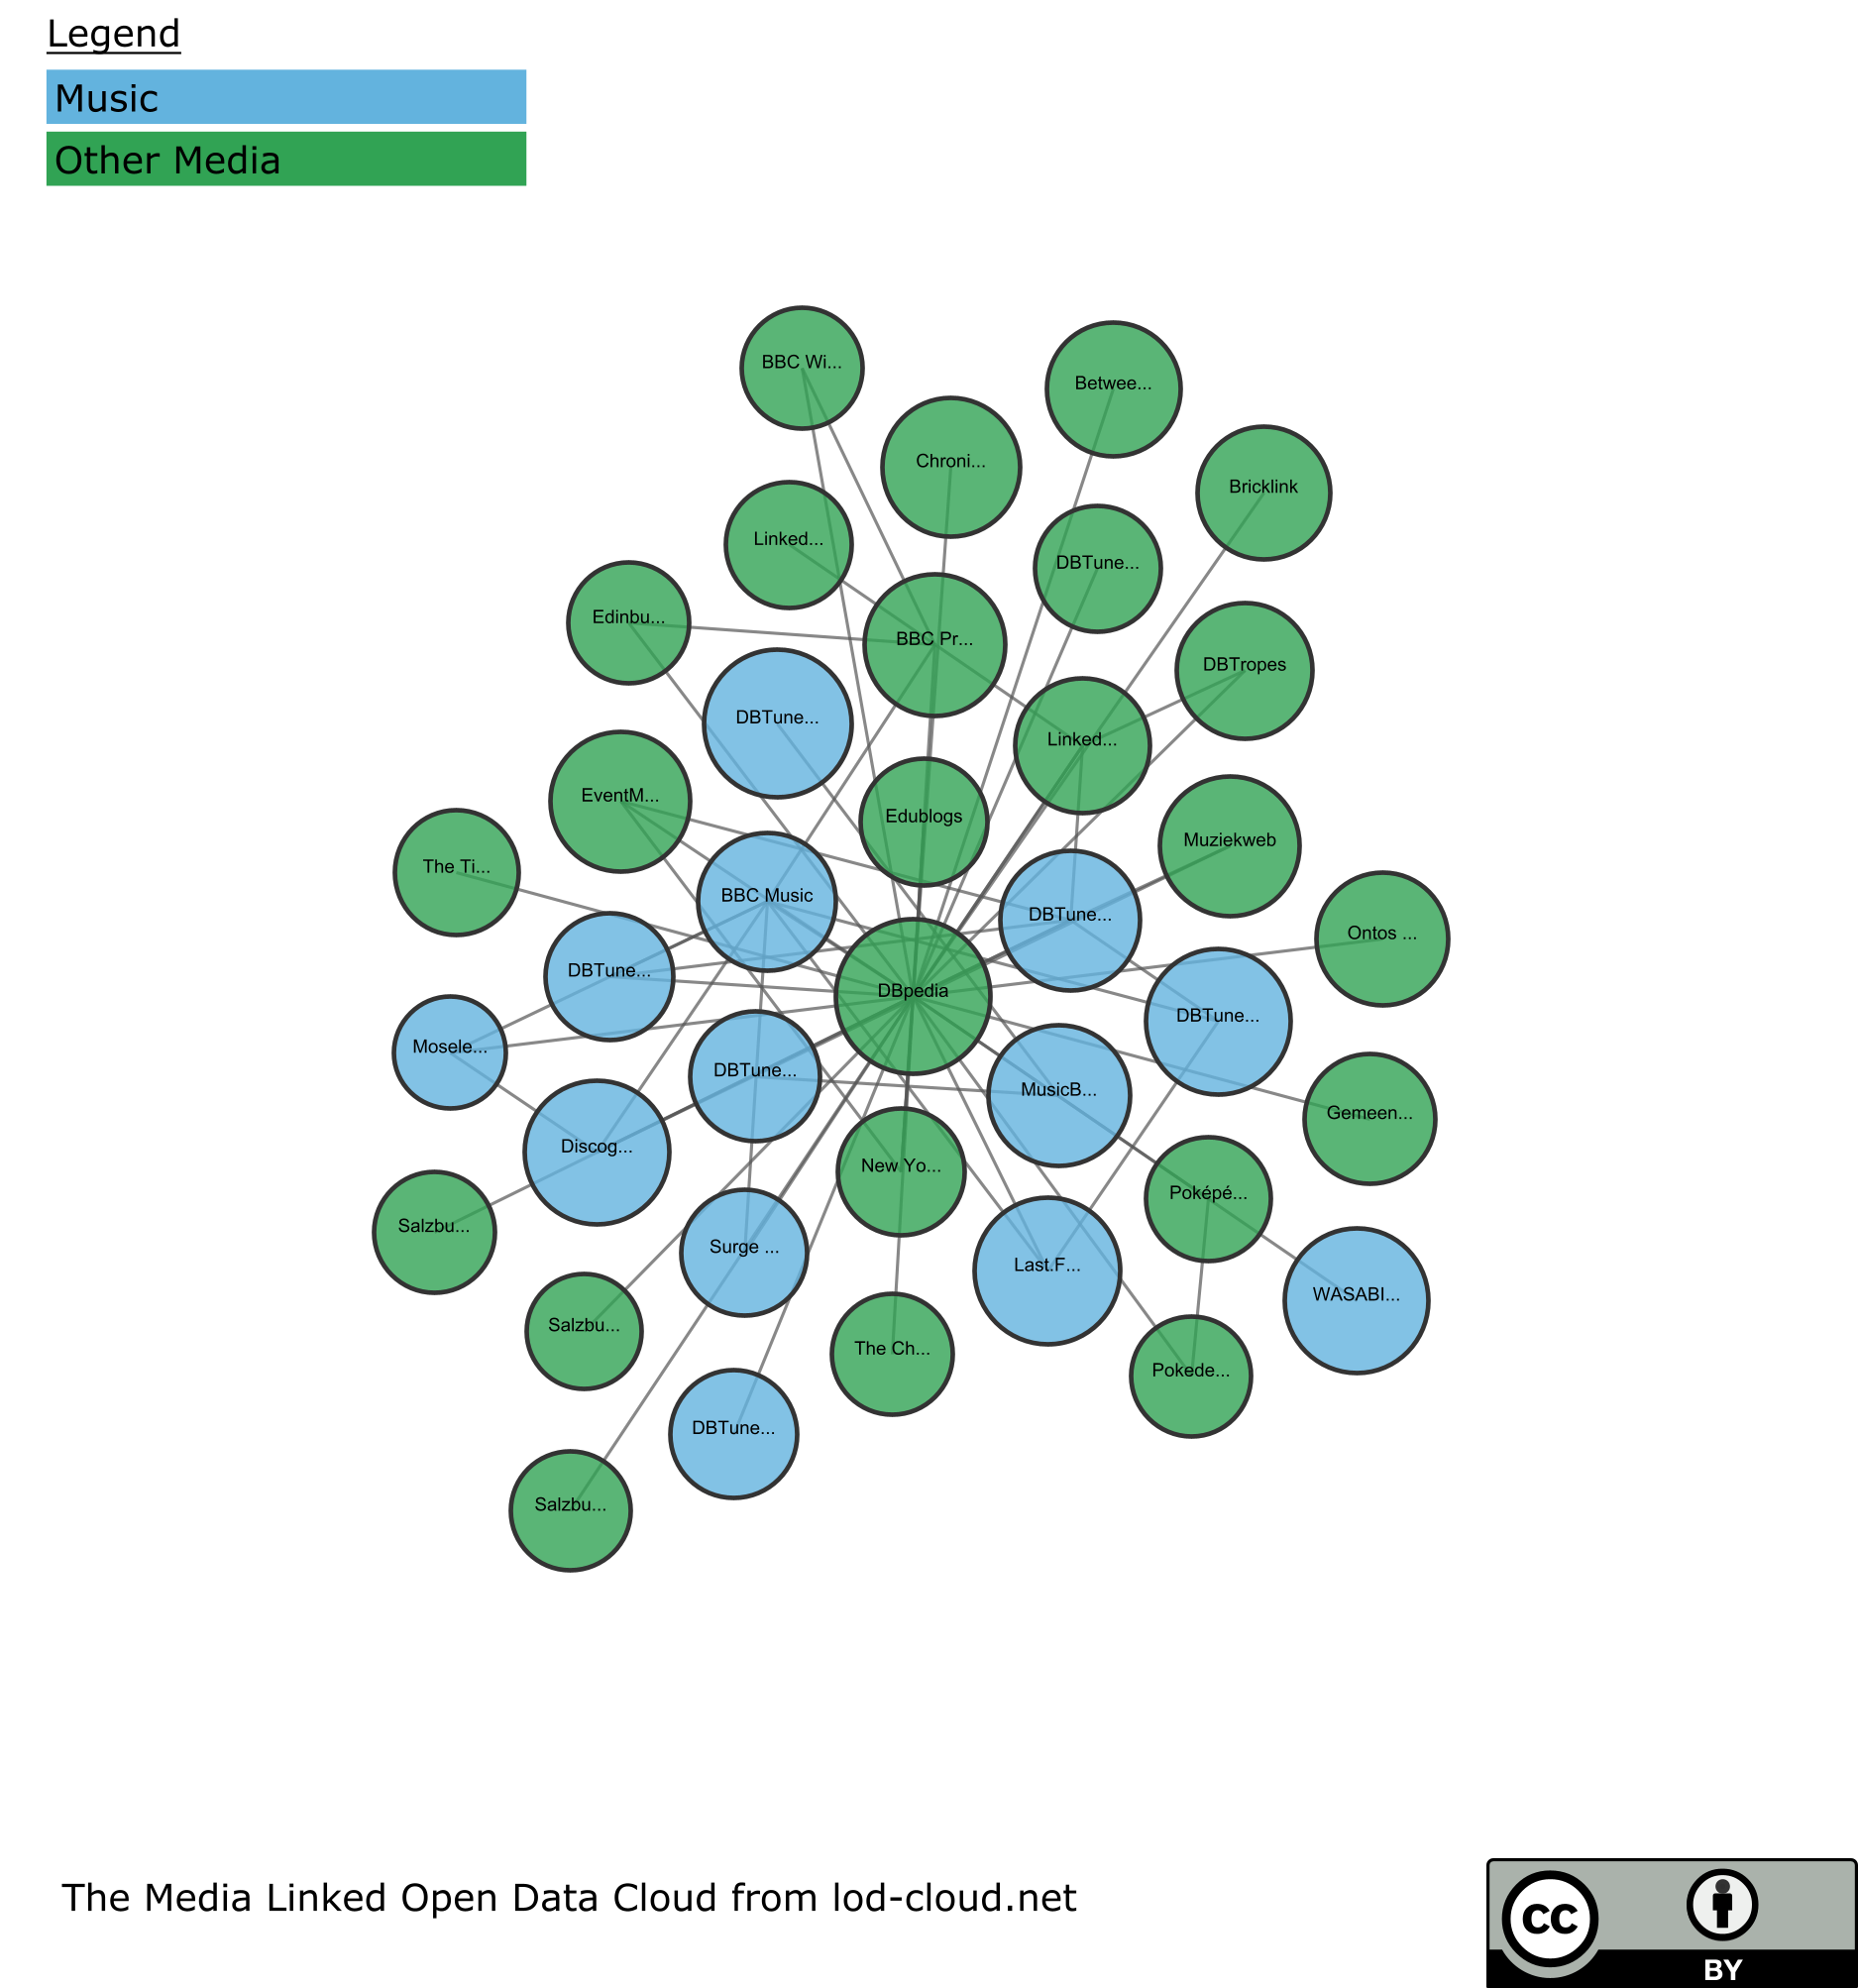 Legend
Music
Other Media
BBC Wi...
Betwee...
Chroni...
Bricklink
Linked...
DBTune...
Edinbu...
BBC Pr...
DBTropes
DBTune...
Linked...
EventM...
Edublogs
Muziekweb
The Ti...
BBC Music
DBTune...
Ontos ...
DBTune...
DBpedia
DBTune...
Mosele...
DBTune...
MusicB...
Gemeen...
Discog...
New Yo...
Poképé...
Salzbu...
Surge ...
Last.F...
WASABI...
Salzbu...
The Ch...
Pokede...
DBTune...
Salzbu...
The Media Linked Open Data Cloud from lod-cloud.net
cc
BY